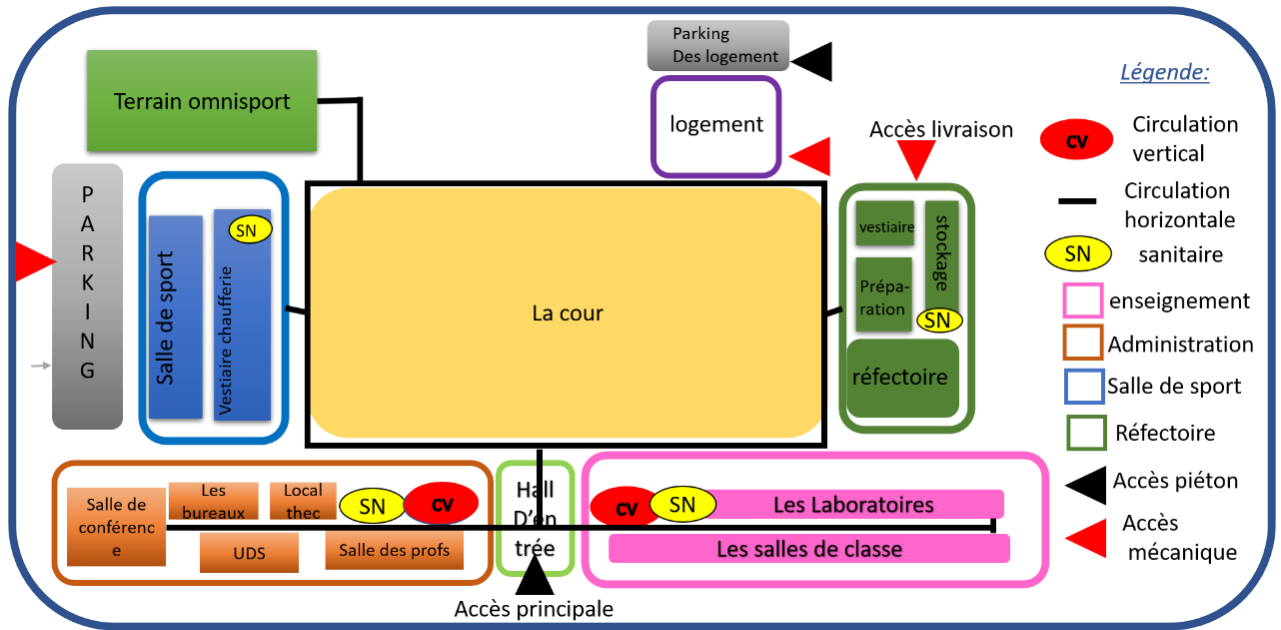 Parking
Des logement
Légende:
Terrain omnisport
logement
Accès livraison
cv
Circulation
vertical
PARKING
Circulation
horizontale
SN
sanitaire
Salle de sport
Vestiaire chaufferie
SN
La cour
vestiaire
stockage
Prépa-
ration
SN
réfectoire
enseignement
Administration
Salle de sport
Réfectoire
Accès piéton
Accès
mécanique
Salle de
conférenc
e
Les
bureaux
Local
thec
SN
cv
UDS
Salle des profs
Hall
D'en
trée
cv
SN
Les Laboratoires
Les salles de classe
Accès principale